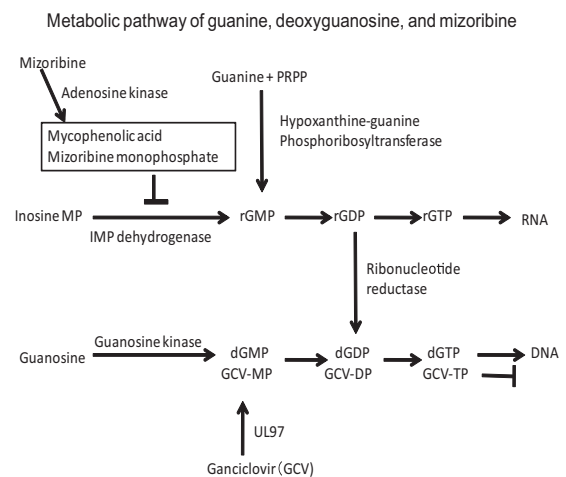 Metabolic pathway of guanine, deoxyguanosine, and mizoribine
Mizoribine
Adenosine kinase
Guanine + PRPP
Hypoxanthine-guanine
Phosphoribosyltransferase
Mycophenolic acid
Mizoribine monophosphate
Inosine MP
IMP dehydrogenase
rGMP
rGDP
rGTP
RNA
Ribonucleotide
reductase
Guanosine
Guanosine kinase
dGMP
GCV-MP
dGDP
GCV-DP
dGTP
GCV-TP
DNA
UL97
Ganciclovir (GCV)